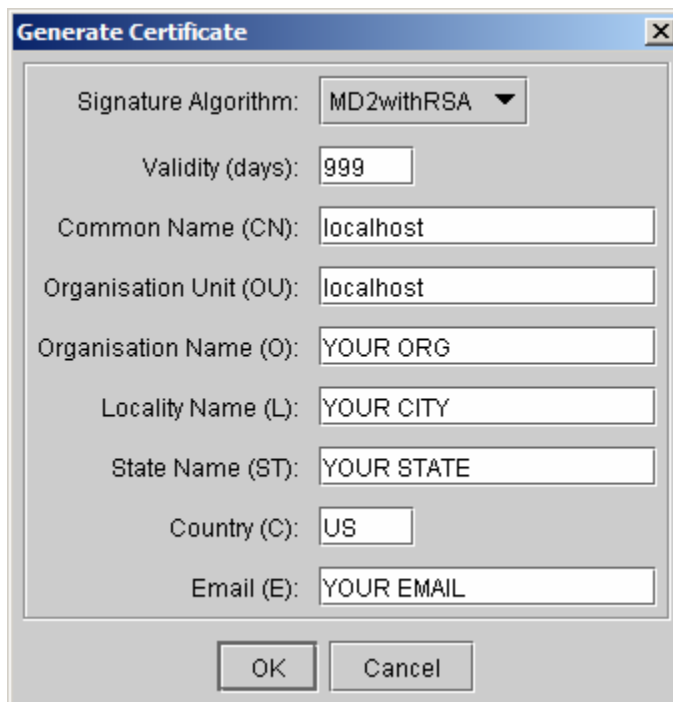 Generate Certificate
Signature Algorithm: MD2withRSA
Validity (days): 999
Common Name (CN): localhost
Organisation Unit (OU): localhost
Organisation Name (O): YOUR ORG
Locality Name (L): YOUR CITY
State Name (ST): YOUR STATE
Country (C): US
Email (E): YOUR EMAIL
OK Cancel